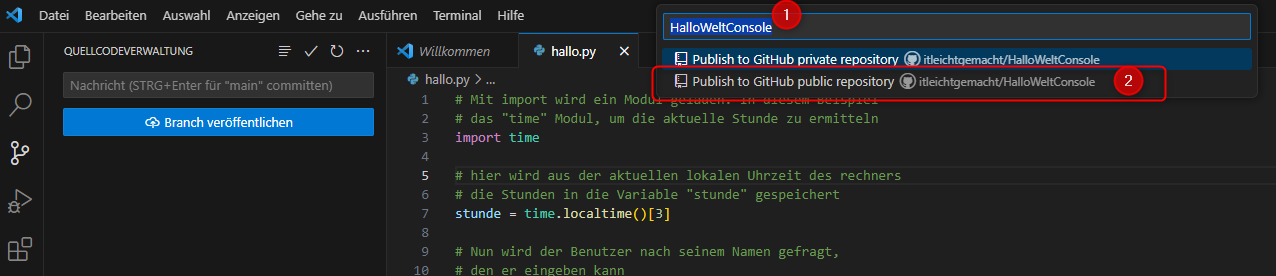 Datei Bearbeiten Auswahl Anzeigen Gehe zu Ausführen Terminal Hilfe
1
HalloWeltConsole
Publish to GitHub private repository itleichtgemacht/HalloWeltConsole
Publish to GitHub public repository itleichtgemacht/HalloWeltConsole
2
QUELLCODEVERWALTUNG
Nachricht (STRG+Enter für "main" committen)
Branch veröffentlichen
Willkommen
hallo.py
hallo.py > ...
1 # Mit import wird ein Modul geladen. In diesem Beispiel
2 # das "time" Modul, um die aktuelle Stunde zu ermitteln
3 import time
4
5 # hier wird aus der aktuellen lokalen Uhrzeit des rechners
6 # die Stunden in die Variable "stunde" gespeichert
7 stunde = time.localtime()[3]
8
9 # Nun wird der Benutzer nach seinem Namen gefragt,
10 # den er eingeben kann